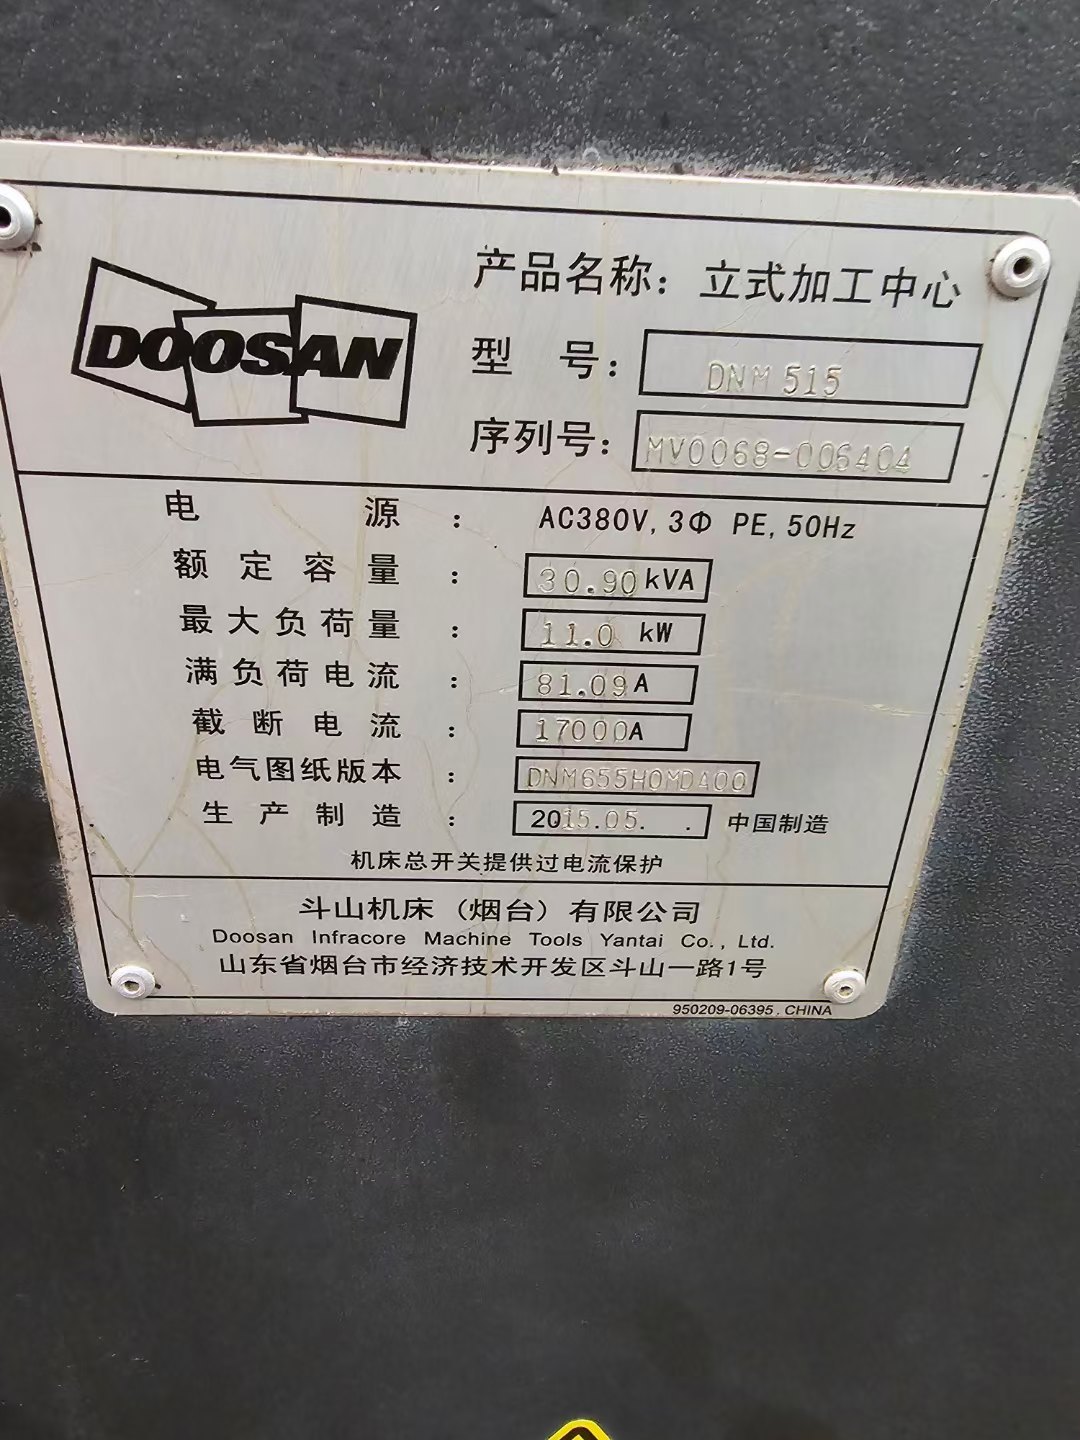 DOOSAN
产品名称：立式加工中心
型 号：DNM 515
序列号：MV0068-006404
电 源 ： AC380V, 3Φ PE, 50Hz
额定容量 ： 30.90 kVA
最大负荷量 ： 11.0 kW
满负荷电流 ： 81.09 A
截断电流 ： 17000 A
电气图纸版本 ： DNM655H0MDA00
生产制造 ： 2015.05. . 中国制造
机床总开关提供过电流保护
斗山机床（烟台）有限公司
Doosan Infracore Machine Tools Yantai Co., Ltd.
山东省烟台市经济技术开发区斗山一路1号
950209-06395 . CHINA